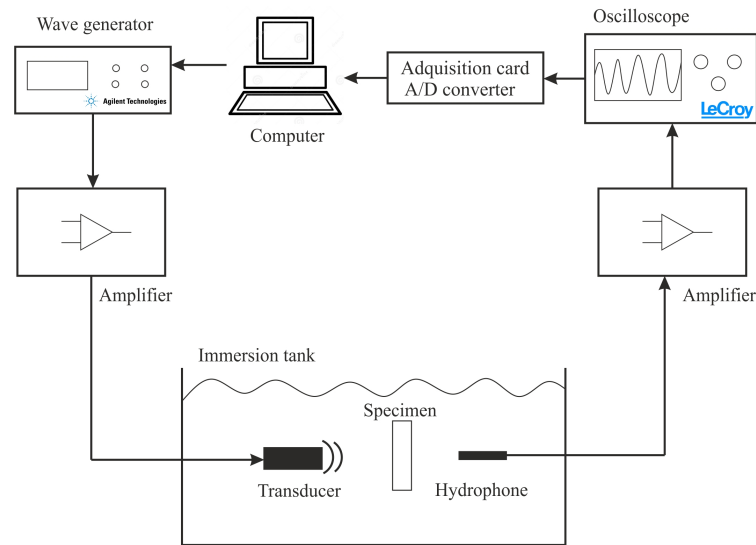 Wave generator
Agilent Technologies
Computer
Adquisition card
A/D converter
Oscilloscope
LeCroy
Amplifier
Amplifier
Immersion tank
Specimen
Transducer
Hydrophone